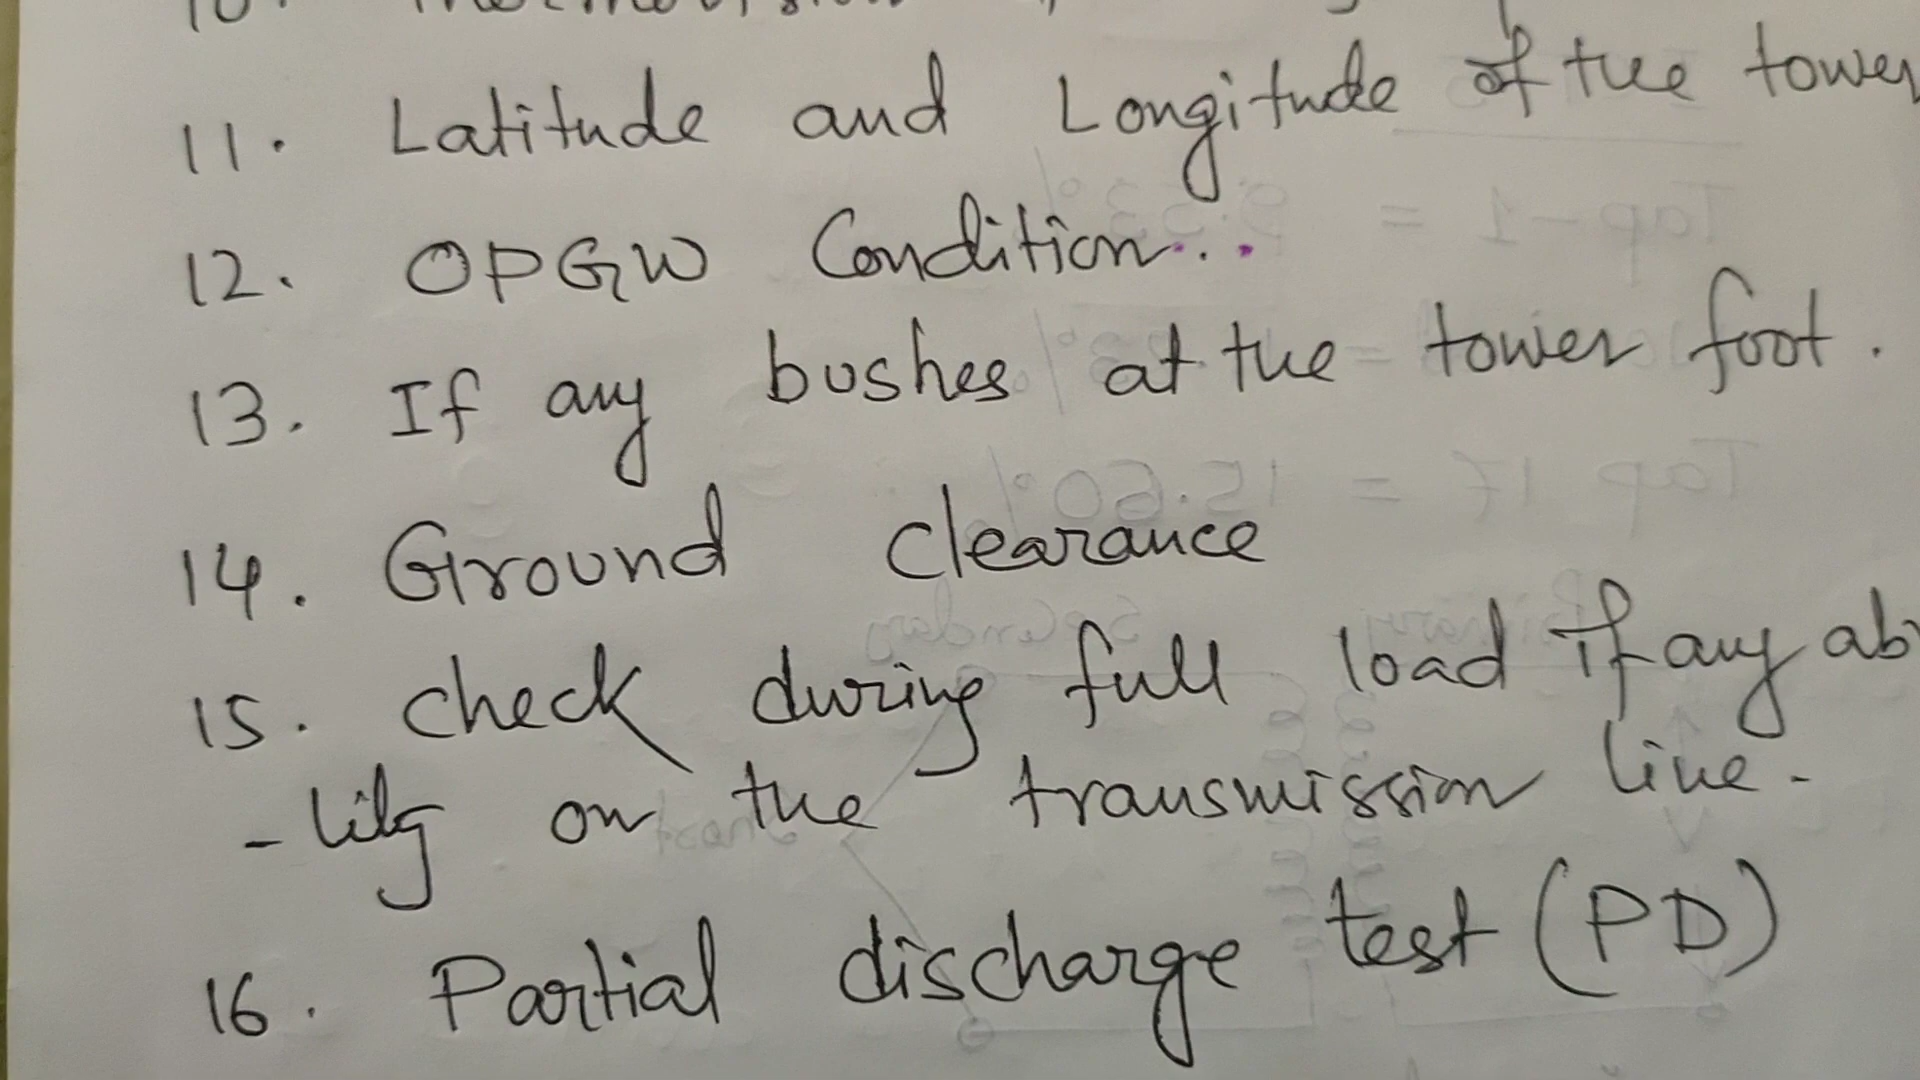 11. Latitude and Longitude of the tower
12. OPGW Condition...
13. If any bushes at the tower foot.
14. Ground clearance
15. check during full load if any ab
- lity on the transmission line.
16. Partial discharge test (PD)